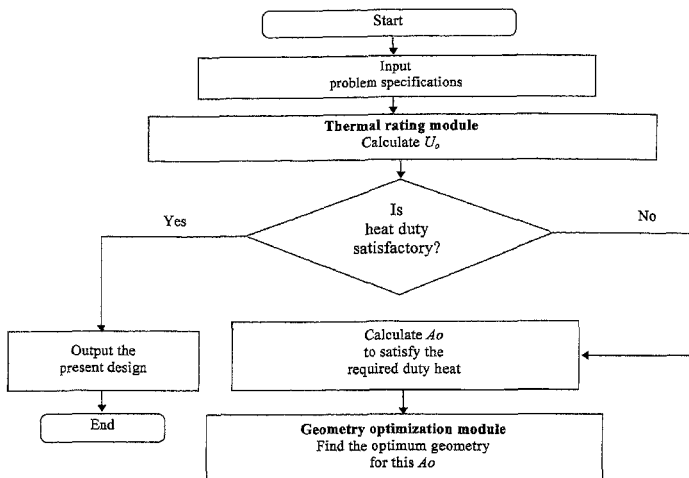 Start
Input
problem specifications
Thermal rating module
Calculate Uo
Is
heat duty
satisfactory?
Yes
No
Output the
present design
Calculate Ao
to satisfy the
required duty heat
End
Geometry optimization module
Find the optimum geometry
for this Ao